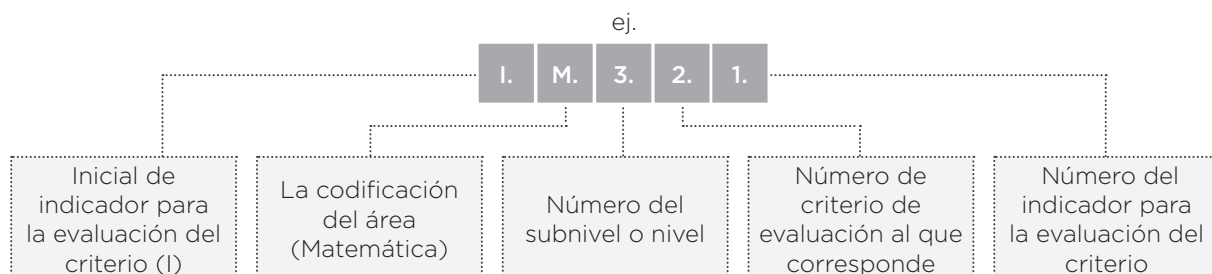 ej.
I. M. 3. 2. 1.
Inicial de
indicador para
la evaluación del
criterio (I)
La codificación
del área
(Matemática)
Número del
subnivel o nivel
Número de
criterio de
evaluación al que
corresponde
Número del
indicador para
la evaluación del
criterio